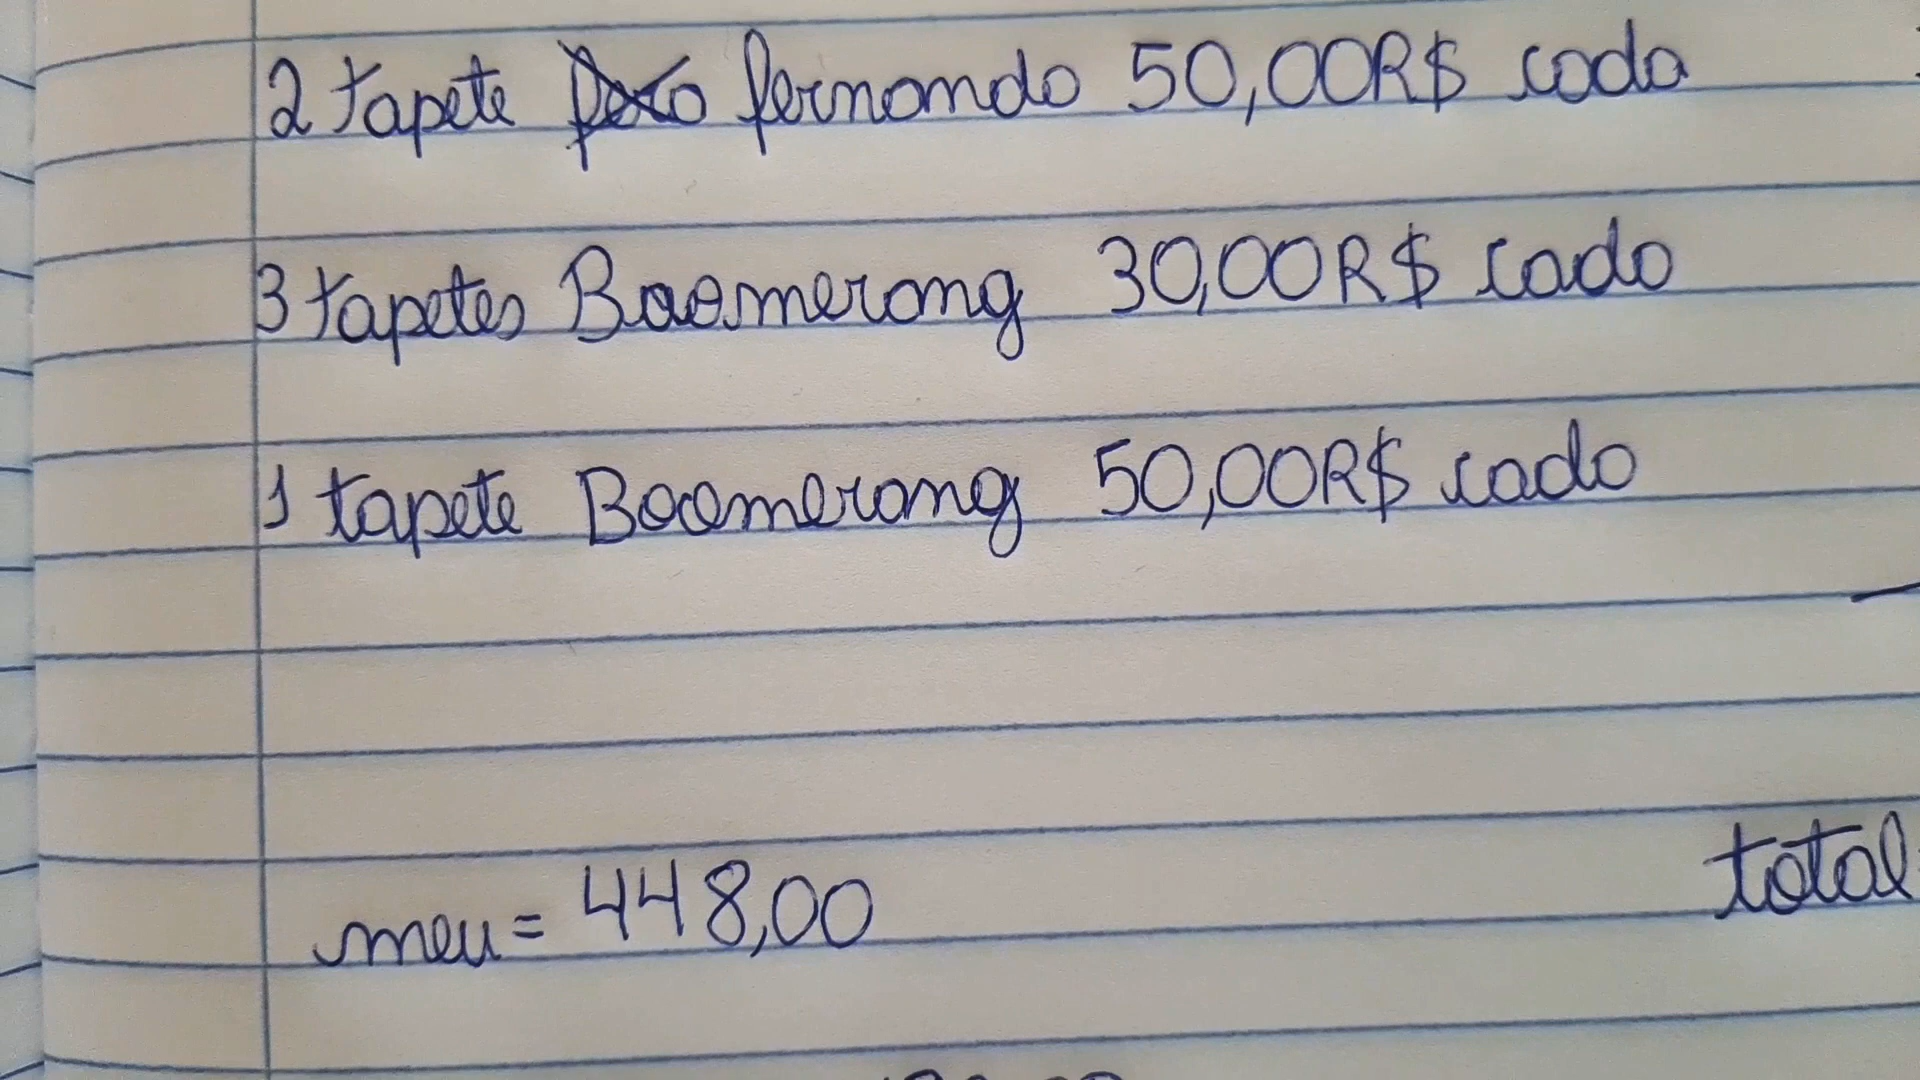 2 tapete fernando 50,00R$ cada
3 tapetes Boomerang 30,00R$ cada
1 tapete Boomerang 50,00R$ cada
meu = 448,00
total